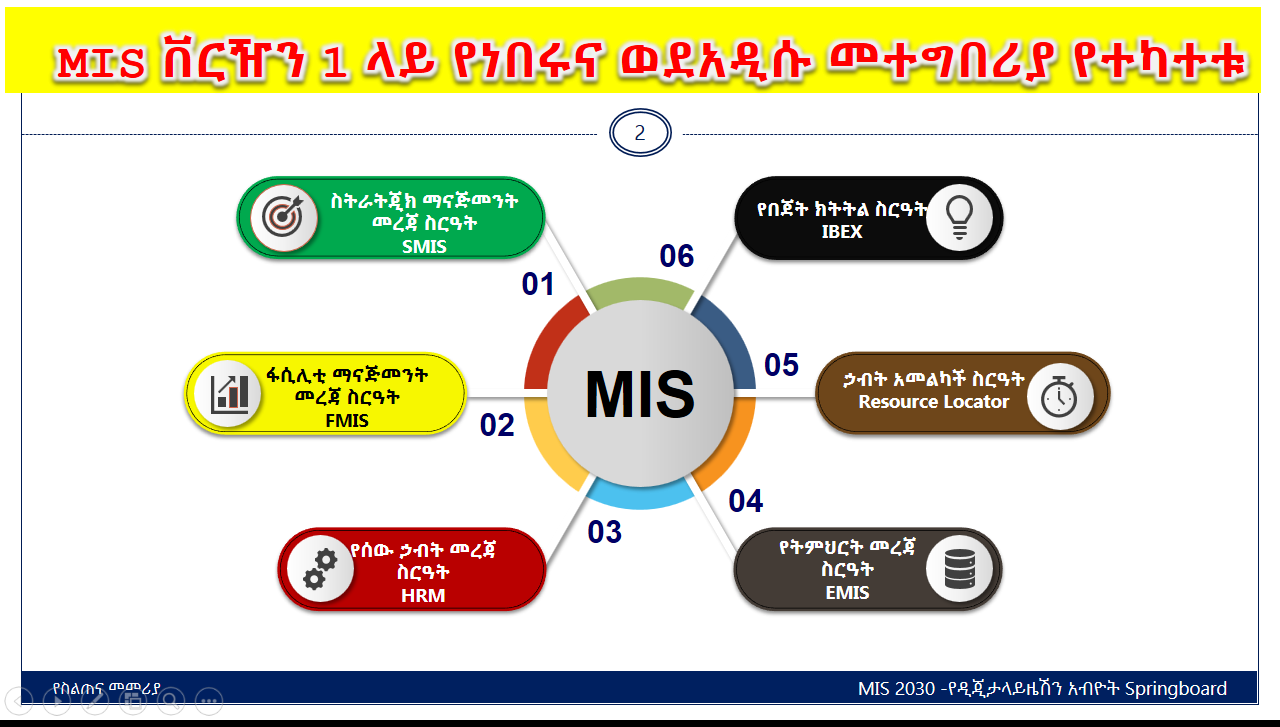 MIS ቨርዥን 1 ላይ የነበሩና ወደአዲሱ መተግበሪያ የተካተቱ
2
ስትራትጂክ ማናጅመንት
መረጃ ስርዓት
SMIS
01
ፋሲሊቲ ማናጅመንት
መረጃ ስርዓት
FMIS
02
የሰው ኃብት መረጃ
ስርዓት
HRM
03
MIS
06
የበጀት ክትትል ስርዓት
IBEX
05
ኃብት አመልካች ስርዓት
Resource Locator
04
የትምህርት መረጃ
ስርዓት
EMIS
የስልጠና መመሪያ
MIS 2030 -የዲጂታላይዜሽን አብዮት Springboard